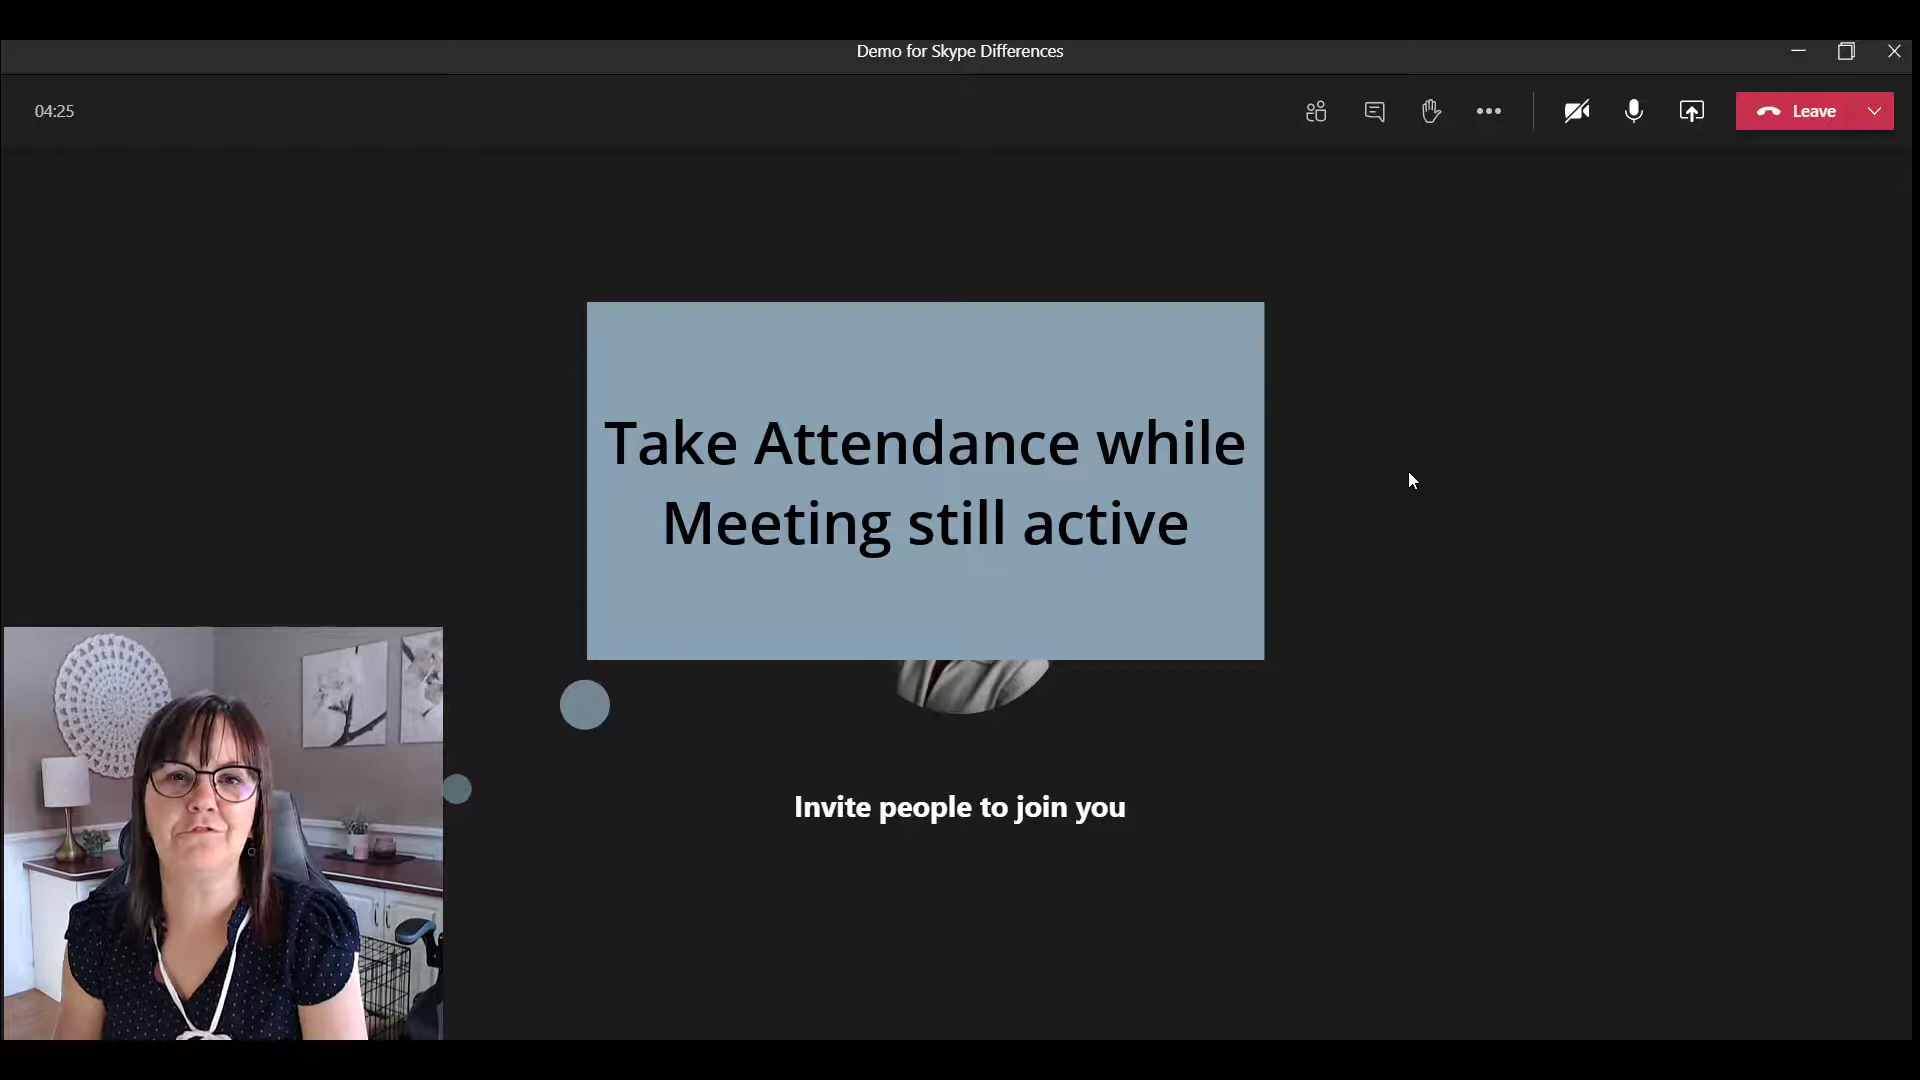 Demo for Skype Differences
04:25
Leave
Take Attendance while
Meeting still active
Invite people to join you